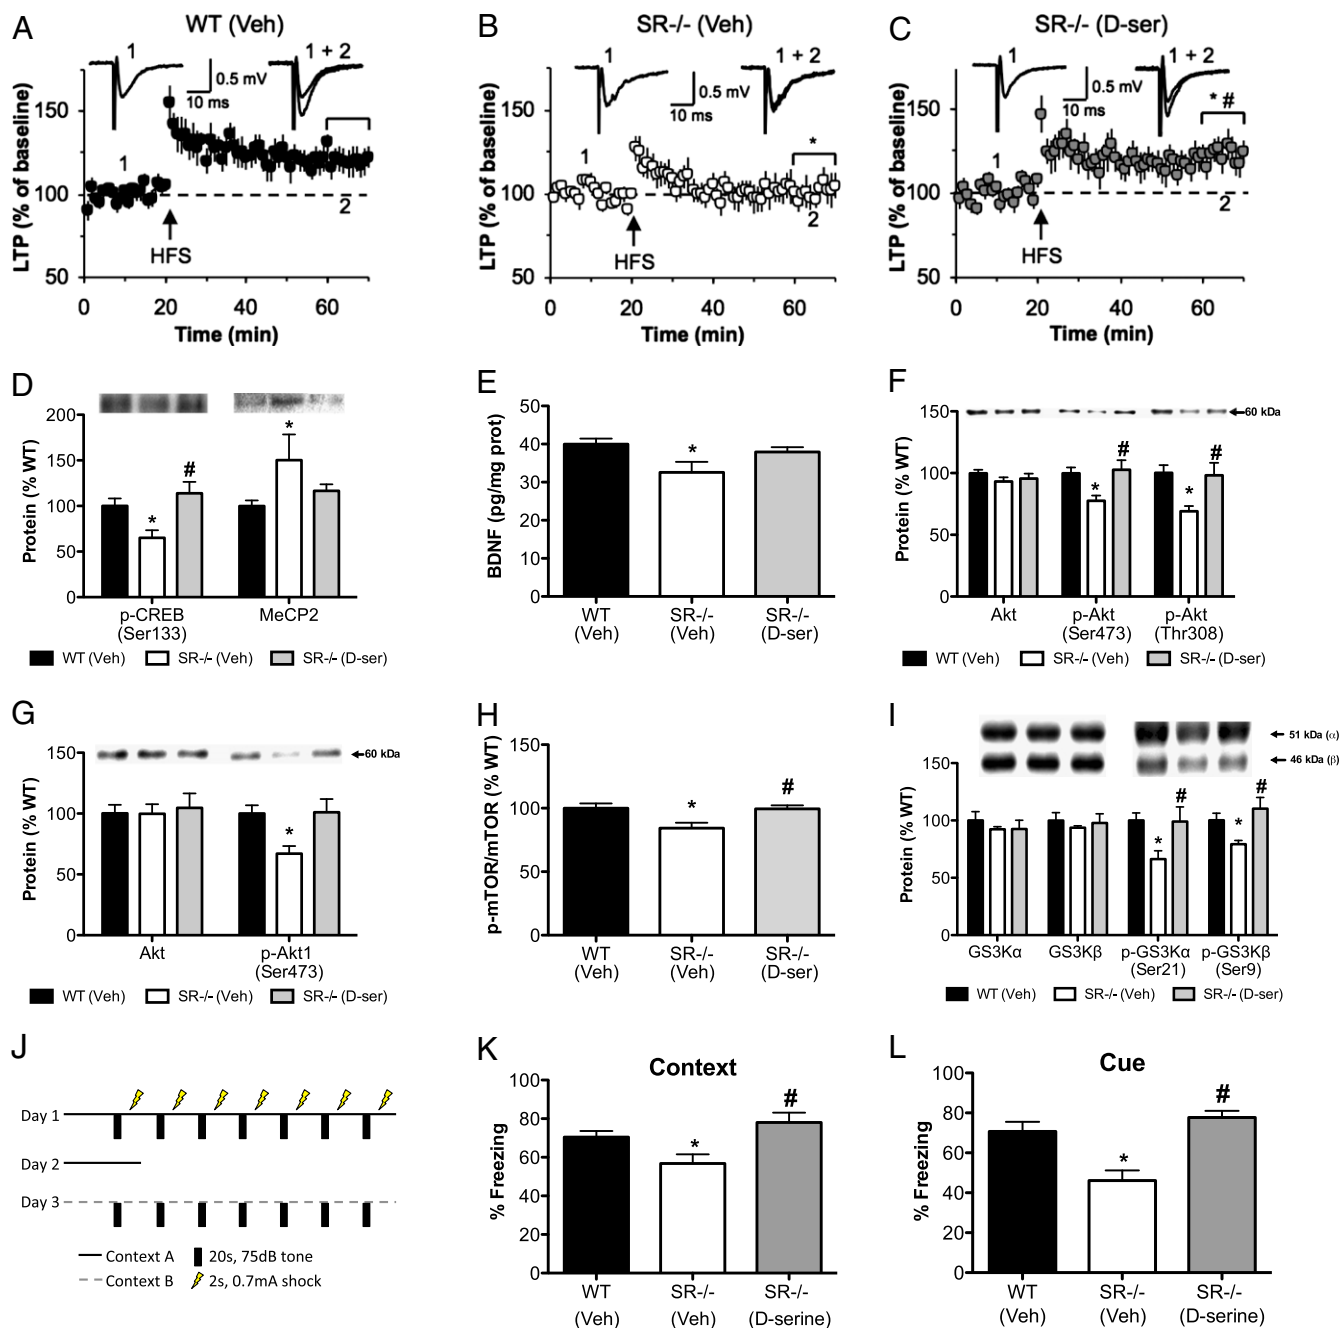 A WT (Veh)
1
1 + 2
0.5 mV
10 ms
LTP (% of baseline)
150
100
50
1
2
HFS
0 20 40 60
Time (min)
B SR-/- (Veh)
1
1 + 2
0.5 mV
10 ms
LTP (% of baseline)
150
100
50
1
*
2
HFS
0 20 40 60
Time (min)
C SR-/- (D-ser)
1
1 + 2
0.5 mV
10 ms
LTP (% of baseline)
150
100
50
1
* #
2
HFS
0 20 40 60
Time (min)
D
Protein (% WT)
200
150
100
50
0
*
#
*
p-CREB
(Ser133)
MeCP2
WT (Veh) SR-/- (Veh) SR-/- (D-ser)
E
BDNF (pg/mg prot)
50
40
30
20
10
0
*
WT
(Veh)
SR-/-
(Veh)
SR-/-
(D-ser)
F
60 kDa
Protein (% WT)
150
100
50
0
*
#
*
#
Akt
p-Akt
(Ser473)
p-Akt
(Thr308)
WT (Veh) SR-/- (Veh) SR-/- (D-ser)
G
60 kDa
Protein (% WT)
150
100
50
0
*
Akt
p-Akt1
(Ser473)
WT (Veh) SR-/- (Veh) SR-/- (D-ser)
H
p-mTOR/mTOR (% WT)
150
100
50
0
*
#
WT
(Veh)
SR-/-
(Veh)
SR-/-
(D-ser)
I
51 kDa (α)
46 kDa (β)
Protein (% WT)
150
100
50
0
*
#
*
#
GS3Kα
GS3Kβ
p-GS3Kα
(Ser21)
p-GS3Kβ
(Ser9)
WT (Veh) SR-/- (Veh) SR-/- (D-ser)
J
Day 1
Day 2
Day 3
Context A 20s, 75dB tone
Context B 2s, 0.7mA shock
K
Context
% Freezing
100
80
60
40
20
0
*
#
WT
(Veh)
SR-/-
(Veh)
SR-/-
(D-serine)
L
Cue
% Freezing
100
80
60
40
20
0
*
#
WT
(Veh)
SR-/-
(Veh)
SR-/-
(D-serine)